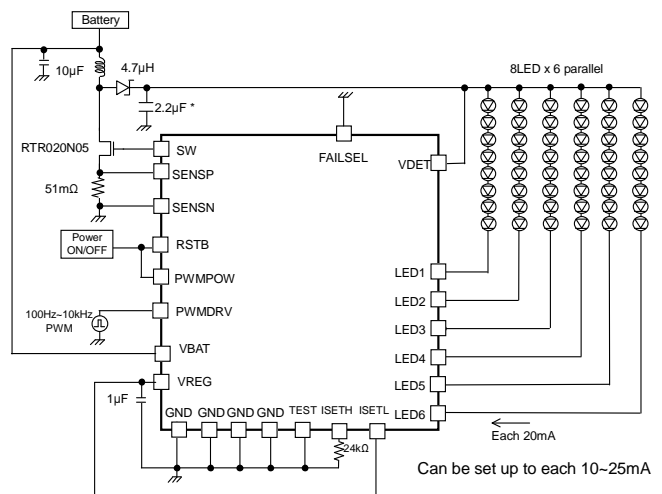 Battery
10μF
4.7μH
2.2μF *
8LED x 6 parallel
RTR020N05
SW
FAILSEL
VDET
SENSP
51mΩ
SENSN
Power
ON/OFF
RSTB
PWMPOW
LED1
LED2
100Hz~10kHz
PWM
PWMDRV
LED3
VBAT
LED4
VREG
LED5
1μF
GND
GND
GND
GND
TEST
ISETH
ISETL
LED6
24kΩ
Each 20mA
Can be set up to each 10~25mA